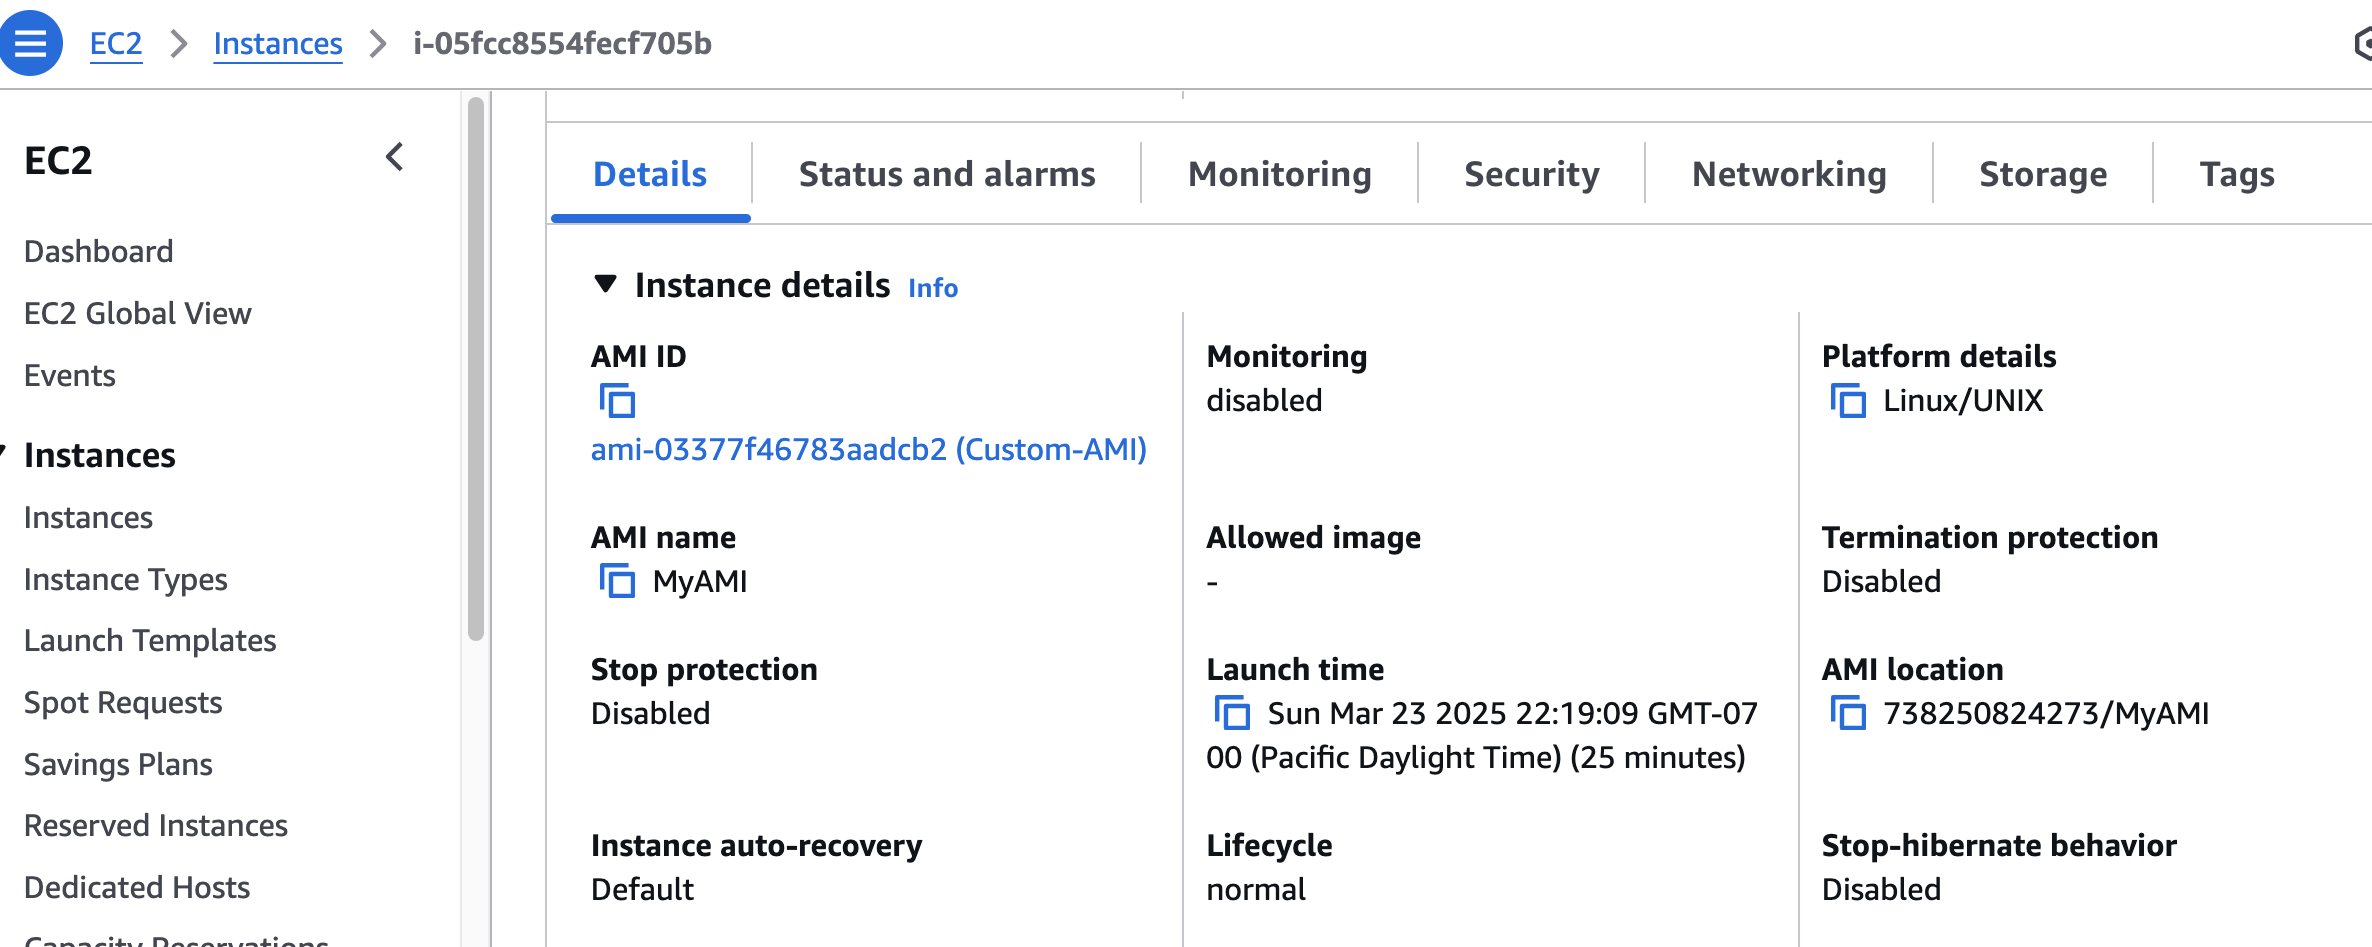 EC2 > Instances > i-05fcc8554fecf705b
EC2
Dashboard
EC2 Global View
Events
Instances
Instances
Instance Types
Launch Templates
Spot Requests
Savings Plans
Reserved Instances
Dedicated Hosts
Capacity Reservations
Details
Status and alarms
Monitoring
Security
Networking
Storage
Tags
Instance details Info
AMI ID
ami-03377f46783aadcb2 (Custom-AMI)
Monitoring
disabled
Platform details
Linux/UNIX
AMI name
MyAMI
Allowed image
-
Termination protection
Disabled
Stop protection
Disabled
Launch time
Sun Mar 23 2025 22:19:09 GMT-07
00 (Pacific Daylight Time) (25 minutes)
AMI location
738250824273/MyAMI
Instance auto-recovery
Default
Lifecycle
normal
Stop-hibernate behavior
Disabled